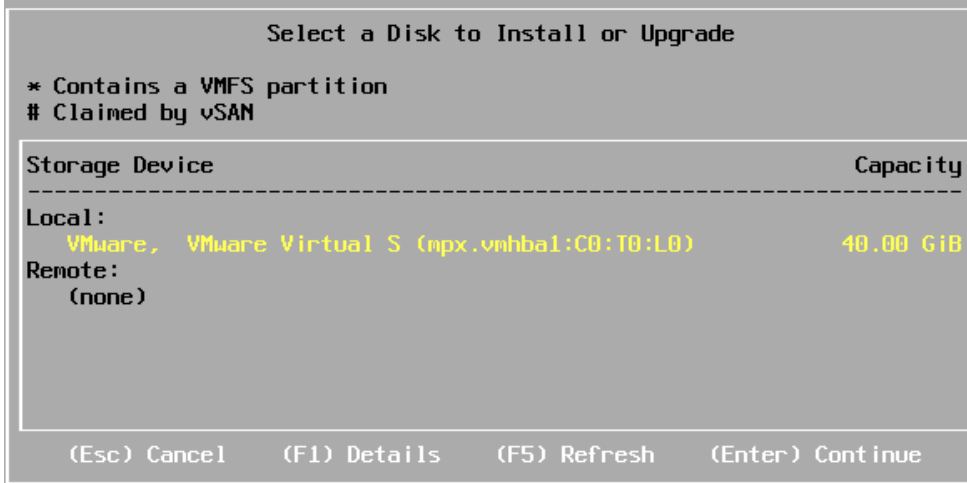 Select a Disk to Install or Upgrade
* Contains a VMFS partition
# Claimed by vSAN
Storage Device Capacity
--------------------------------------------------------------------------
Local:
VMware, VMware Virtual S (mpx.vmhba1:C0:T0:L0) 40.00 GiB
Remote:
(none)
(Esc) Cancel (F1) Details (F5) Refresh (Enter) Continue